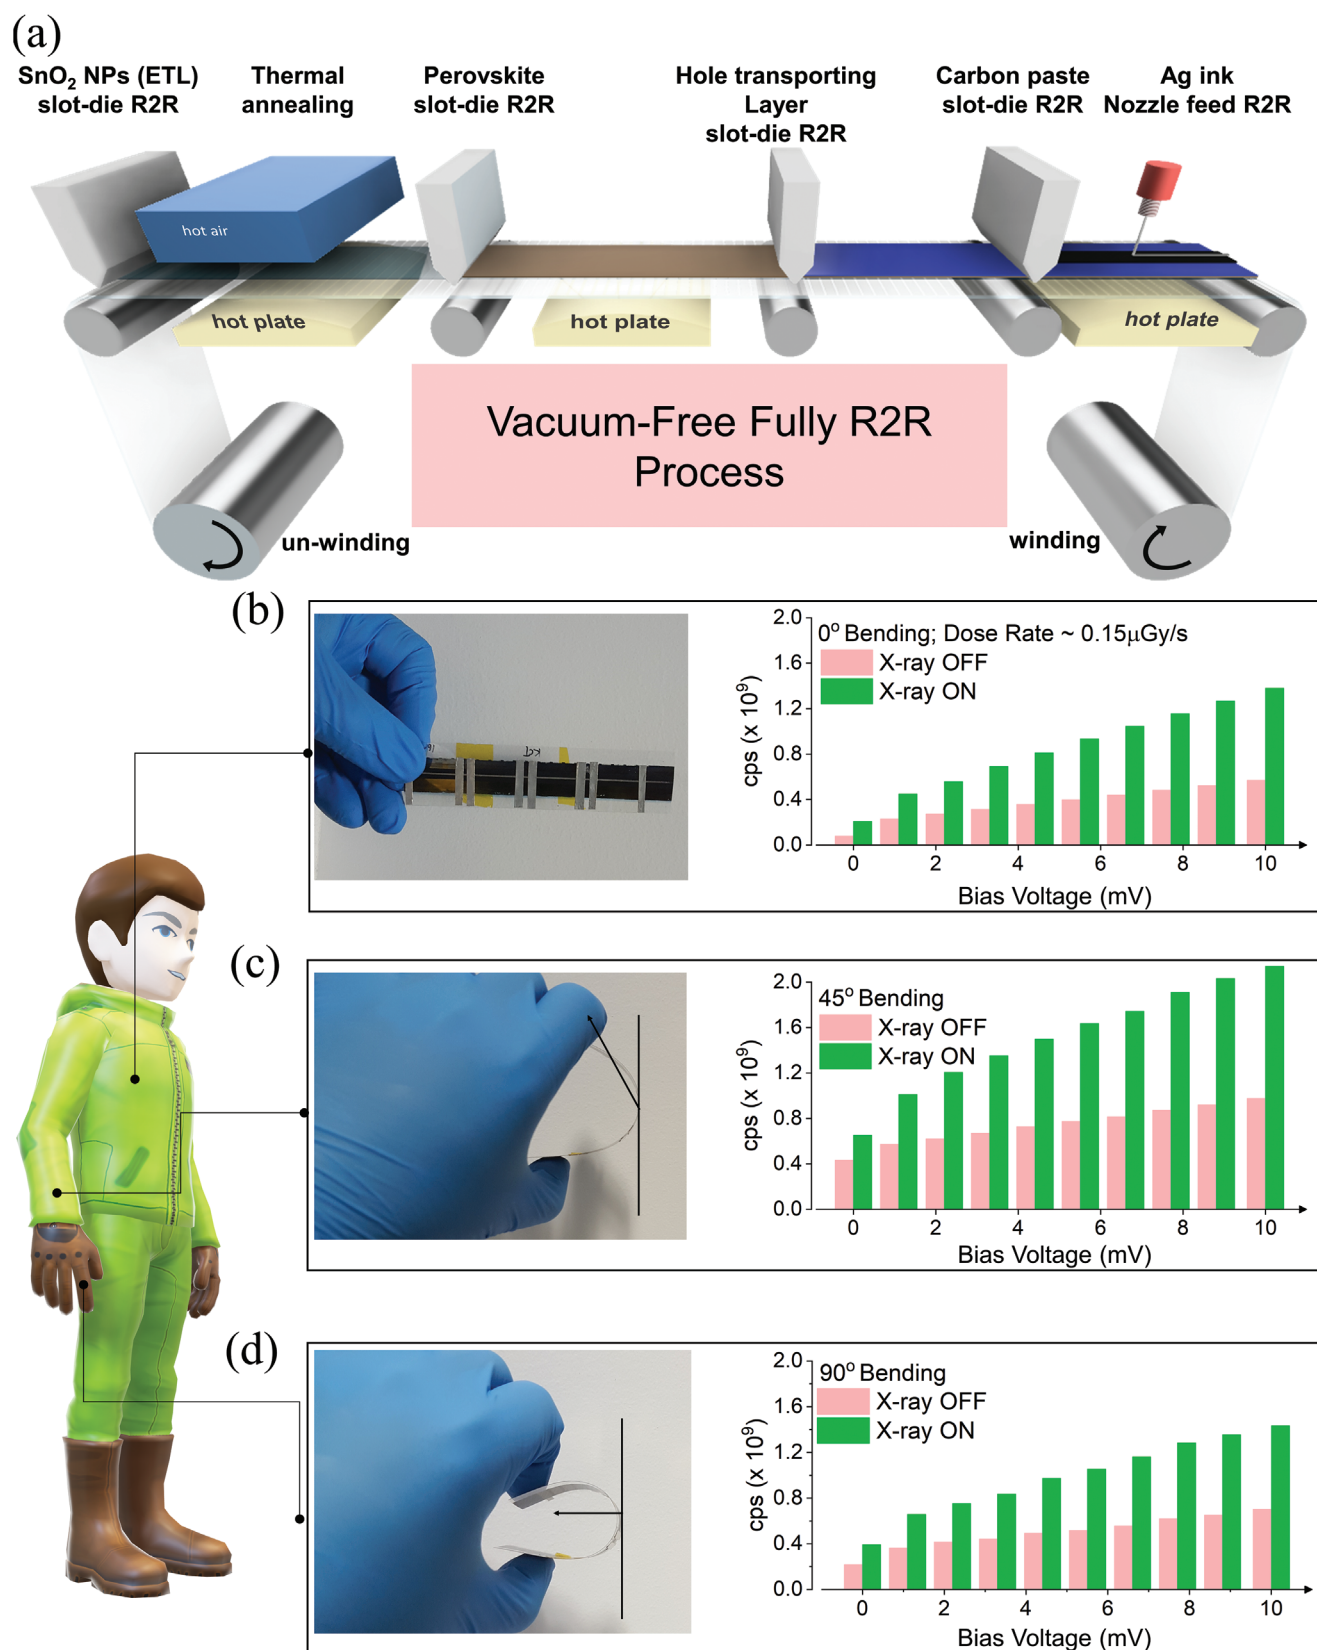 (a)
SnO₂ NPs (ETL)
slot-die R2R
Thermal
annealing
Perovskite
slot-die R2R
Hole transporting
Layer
slot-die R2R
Carbon paste
slot-die R2R
Ag ink
Nozzle feed R2R
hot air
hot plate
hot plate
hot plate
Vacuum-Free Fully R2R
Process
un-winding
winding
(b)
0° Bending; Dose Rate ~ 0.15μGy/s
X-ray OFF
X-ray ON
cps (x 10⁹)
2.0
1.6
1.2
0.8
0.4
0.0
0 2 4 6 8 10
Bias Voltage (mV)
(c)
45° Bending
X-ray OFF
X-ray ON
cps (x 10⁹)
2.0
1.6
1.2
0.8
0.4
0.0
0 2 4 6 8 10
Bias Voltage (mV)
(d)
90° Bending
X-ray OFF
X-ray ON
cps (x 10⁹)
2.0
1.6
1.2
0.8
0.4
0.0
0 2 4 6 8 10
Bias Voltage (mV)